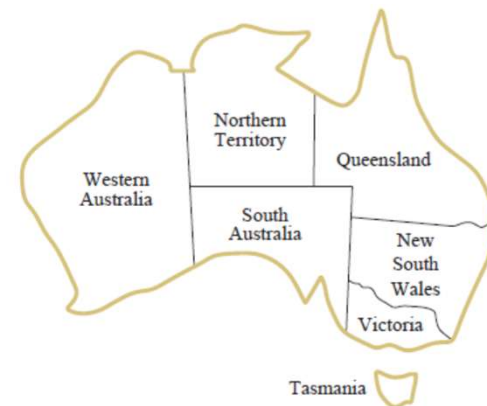 Northern
Territory
Western
Australia
Queensland
South
Australia
New
South
Wales
Victoria
Tasmania